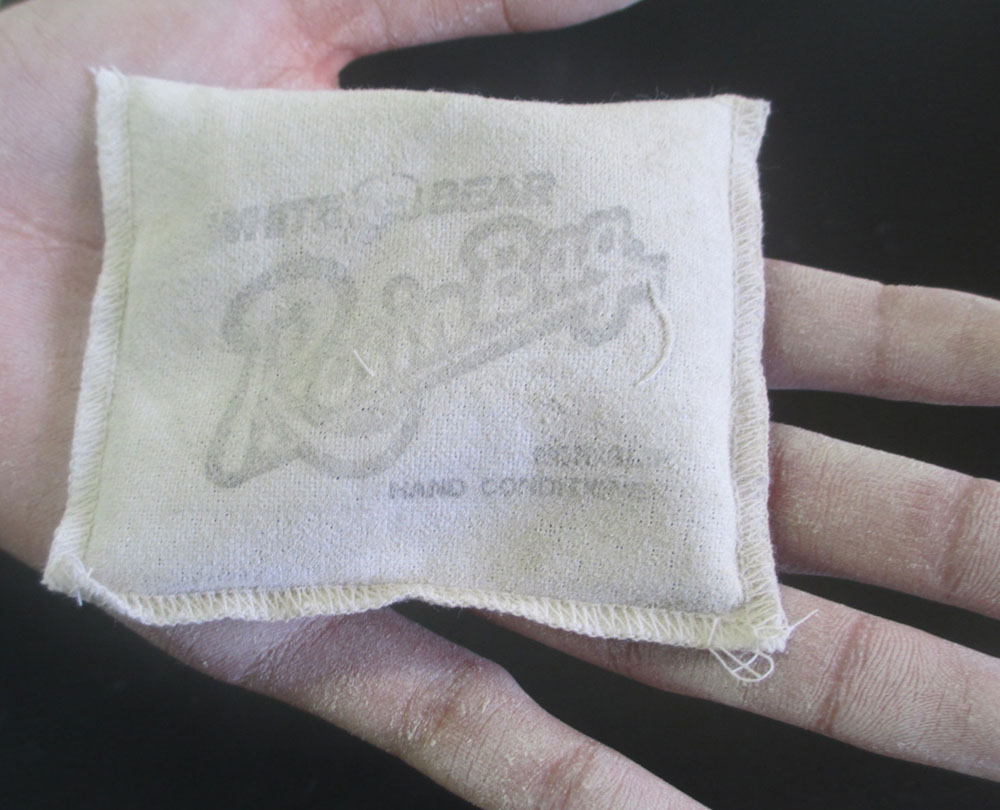 WHITE BEAR
Rosin Bag
HAND CONDITIONER